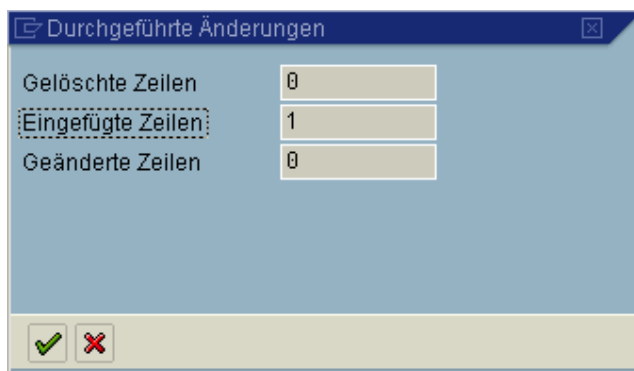 Durchgeführte Änderungen
Gelöschte Zeilen 0
Eingefügte Zeilen 1
Geänderte Zeilen 0